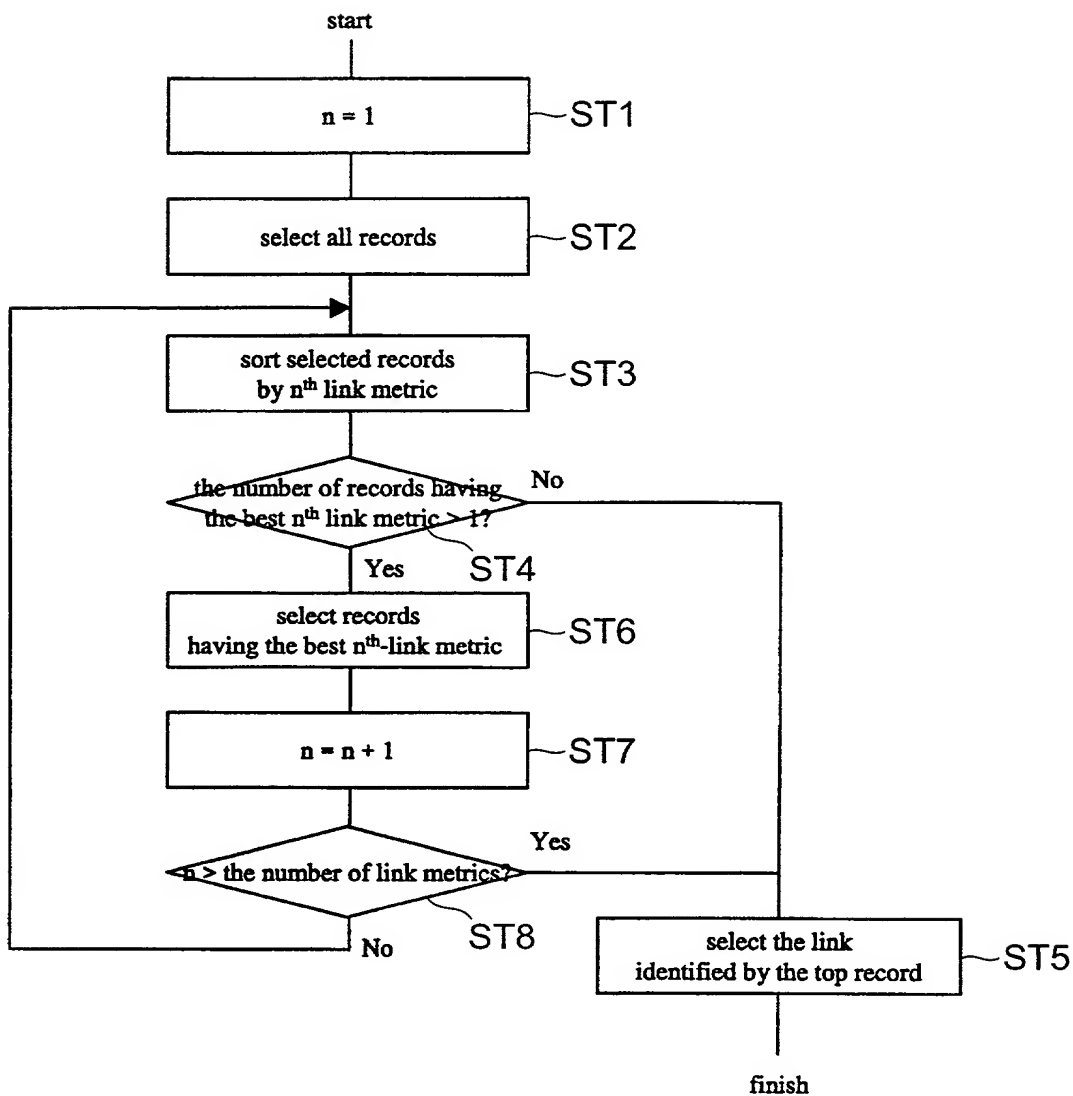 start
n = 1
ST1
select all records
ST2
sort selected records
by nth link metric
ST3
the number of records having
the best nth link metric > 1?
No
ST4
Yes
select records
having the best nth-link metric
ST6
n = n + 1
ST7
n > the number of link metrics?
Yes
ST8
No
select the link
identified by the top record
ST5
finish